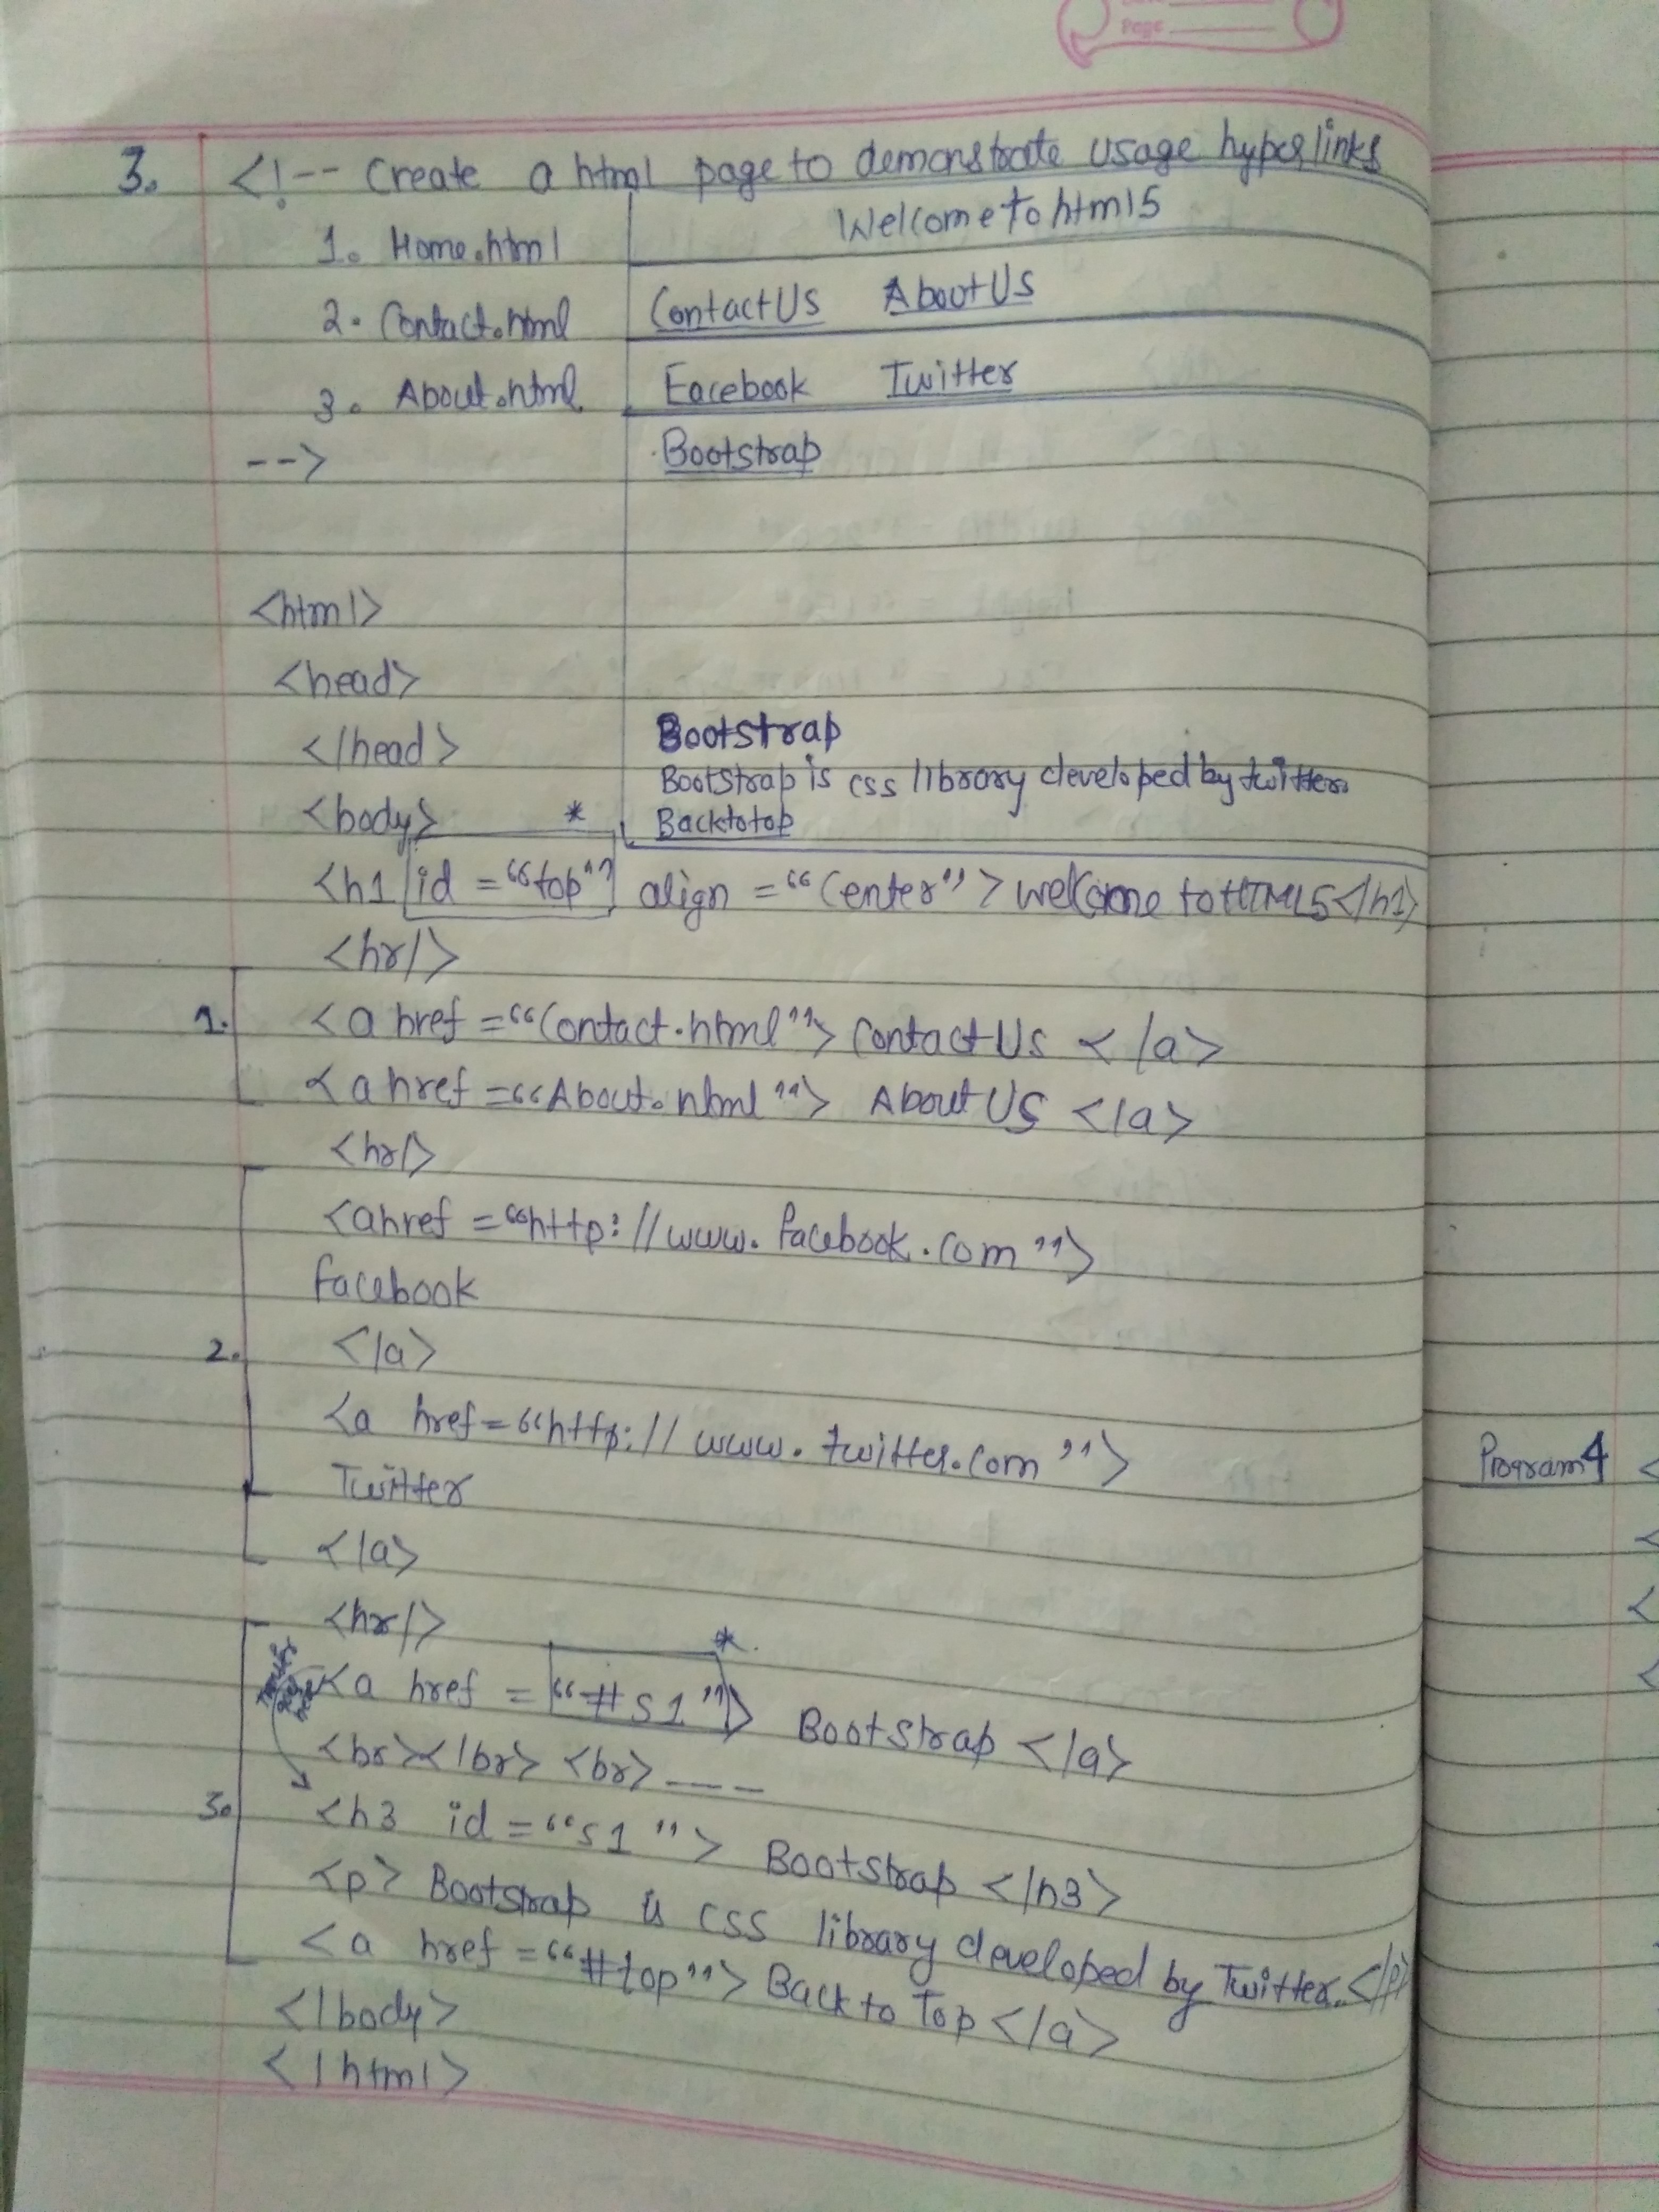 Page
3. <!-- Create a html page to demonstrate usage hyperlinks
1. Home.html
2. Contact.html
3. About.html
-->
Welcome to html5
ContactUs AboutUs
Facebook Twitter
Bootstrap
Bootstrap
Bootstrap is css library developed by twitter.
Backtotop
<html>
<head>
</head>
<body> *
<h1 id = "top" align = "Center" > welcome to HTML5</h1>
<hr/>
1. <a href = "Contact.html"> Contact Us </a>
<a href = "About.html"> About Us </a>
<hr/>
<a href = "http://www.facebook.com">
facebook
2. </a>
<a href = "http://www.twitter.com">
Twitter
</a>
<hr/>
*
<a href = "#s1"> Bootstrap </a>
<br></br> <br> ---
3. <h3 id = "s1"> Bootstrap </h3>
<p> Bootstrap is CSS library developed by Twitter.</p>
<a href = "#top"> Back to Top </a>
</body>
</html>
Program 4 <
<
<
<